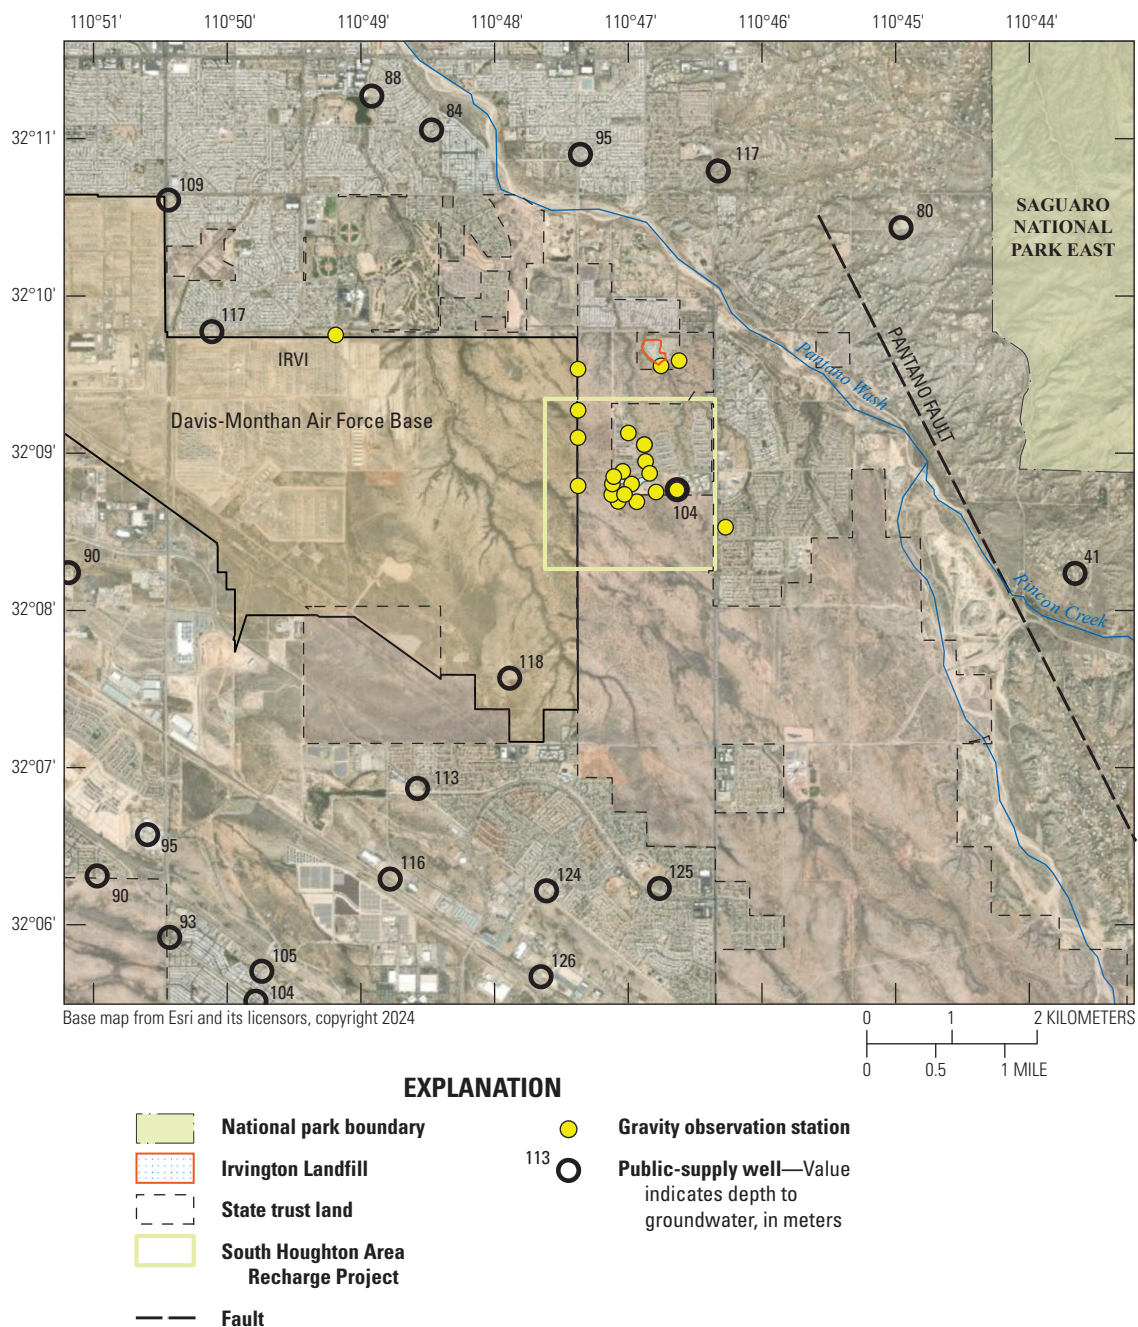 110°51' 110°50' 110°49' 110°48' 110°47' 110°46' 110°45' 110°44'
88
84
32°11'
95
117
109
80
SAGUARO
NATIONAL
PARK EAST
32°10'
117
IRVI
PANTANO FAULT
Pantano Wash
Davis-Monthan Air Force Base
32°09'
104
90
41
Rincon Creek
32°08'
118
32°07'
113
95
116
124
125
90
32°06'
93
105
126
104
Base map from Esri and its licensors, copyright 2024
0 1 2 KILOMETERS
0 0.5 1 MILE
EXPLANATION
National park boundary
Irvington Landfill
State trust land
South Houghton Area
Recharge Project
Fault
Gravity observation station
113 Public-supply well—Value
indicates depth to
groundwater, in meters